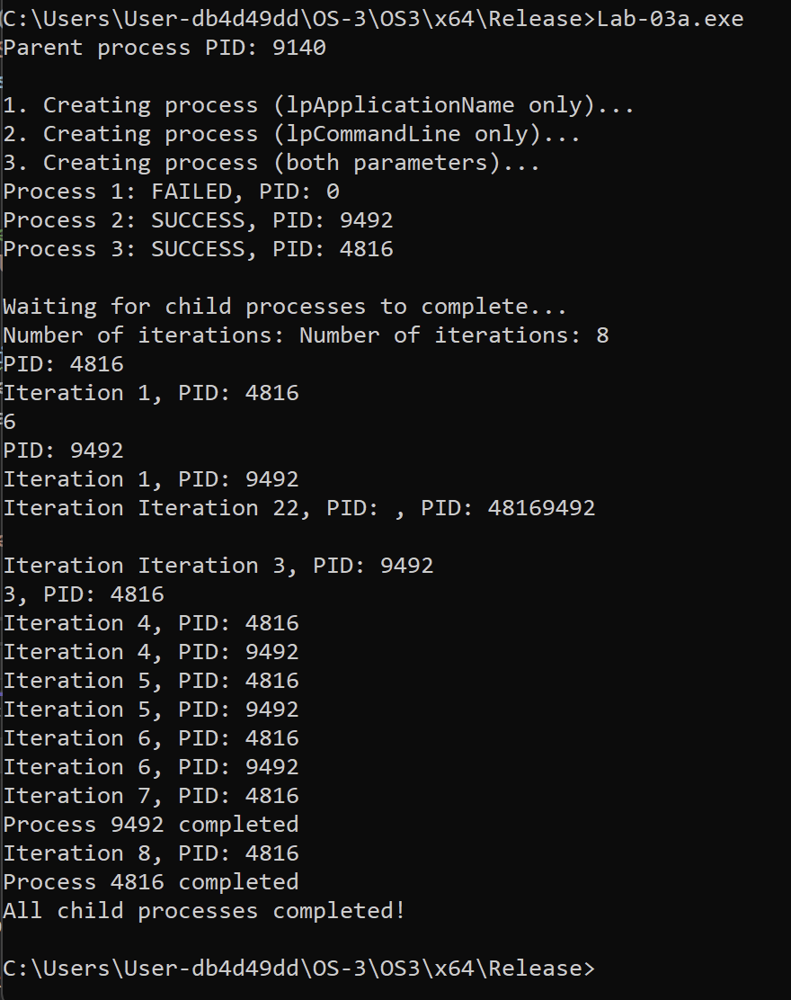 C:\Users\User-db4d49dd\OS-3\OS3\x64\Release>Lab-03a.exe
Parent process PID: 9140
1. Creating process (lpApplicationName only)...
2. Creating process (lpCommandLine only)...
3. Creating process (both parameters)...
Process 1: FAILED, PID: 0
Process 2: SUCCESS, PID: 9492
Process 3: SUCCESS, PID: 4816
Waiting for child processes to complete...
Number of iterations: Number of iterations: 8
PID: 4816
Iteration 1, PID: 4816
6
PID: 9492
Iteration 1, PID: 9492
Iteration Iteration 22, PID: , PID: 48169492
Iteration Iteration 3, PID: 9492
3, PID: 4816
Iteration 4, PID: 4816
Iteration 4, PID: 9492
Iteration 5, PID: 4816
Iteration 5, PID: 9492
Iteration 6, PID: 4816
Iteration 6, PID: 9492
Iteration 7, PID: 4816
Process 9492 completed
Iteration 8, PID: 4816
Process 4816 completed
All child processes completed!
C:\Users\User-db4d49dd\OS-3\OS3\x64\Release>